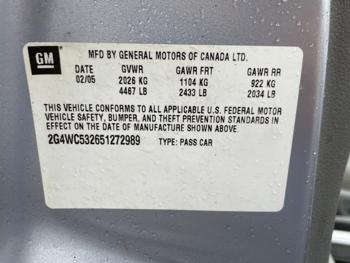 GM
MFD BY GENERAL MOTORS OF CANADA LTD.
DATE GVWR GAWR FRT GAWR RR
02/05 2026 KG 1104 KG 922 KG
4467 LB 2433 LB 2034 LB
THIS VEHICLE CONFORMS TO ALL APPLICABLE U.S. FEDERAL MOTOR
VEHICLE SAFETY, BUMPER, AND THEFT PREVENTION STANDARDS
IN EFFECT ON THE DATE OF MANUFACTURE SHOWN ABOVE.
2G4WC532651272989 TYPE: PASS CAR